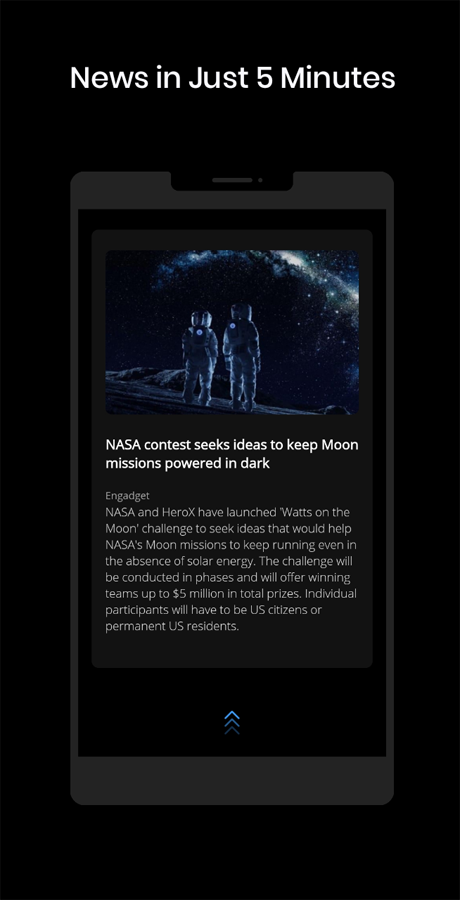 News in Just 5 Minutes
NASA contest seeks ideas to keep Moon
missions powered in dark
Engadget
NASA and HeroX have launched 'Watts on the
Moon' challenge to seek ideas that would help
NASA's Moon missions to keep running even in
the absence of solar energy. The challenge will
be conducted in phases and will offer winning
teams up to $5 million in total prizes. Individual
participants will have to be US citizens or
permanent US residents.